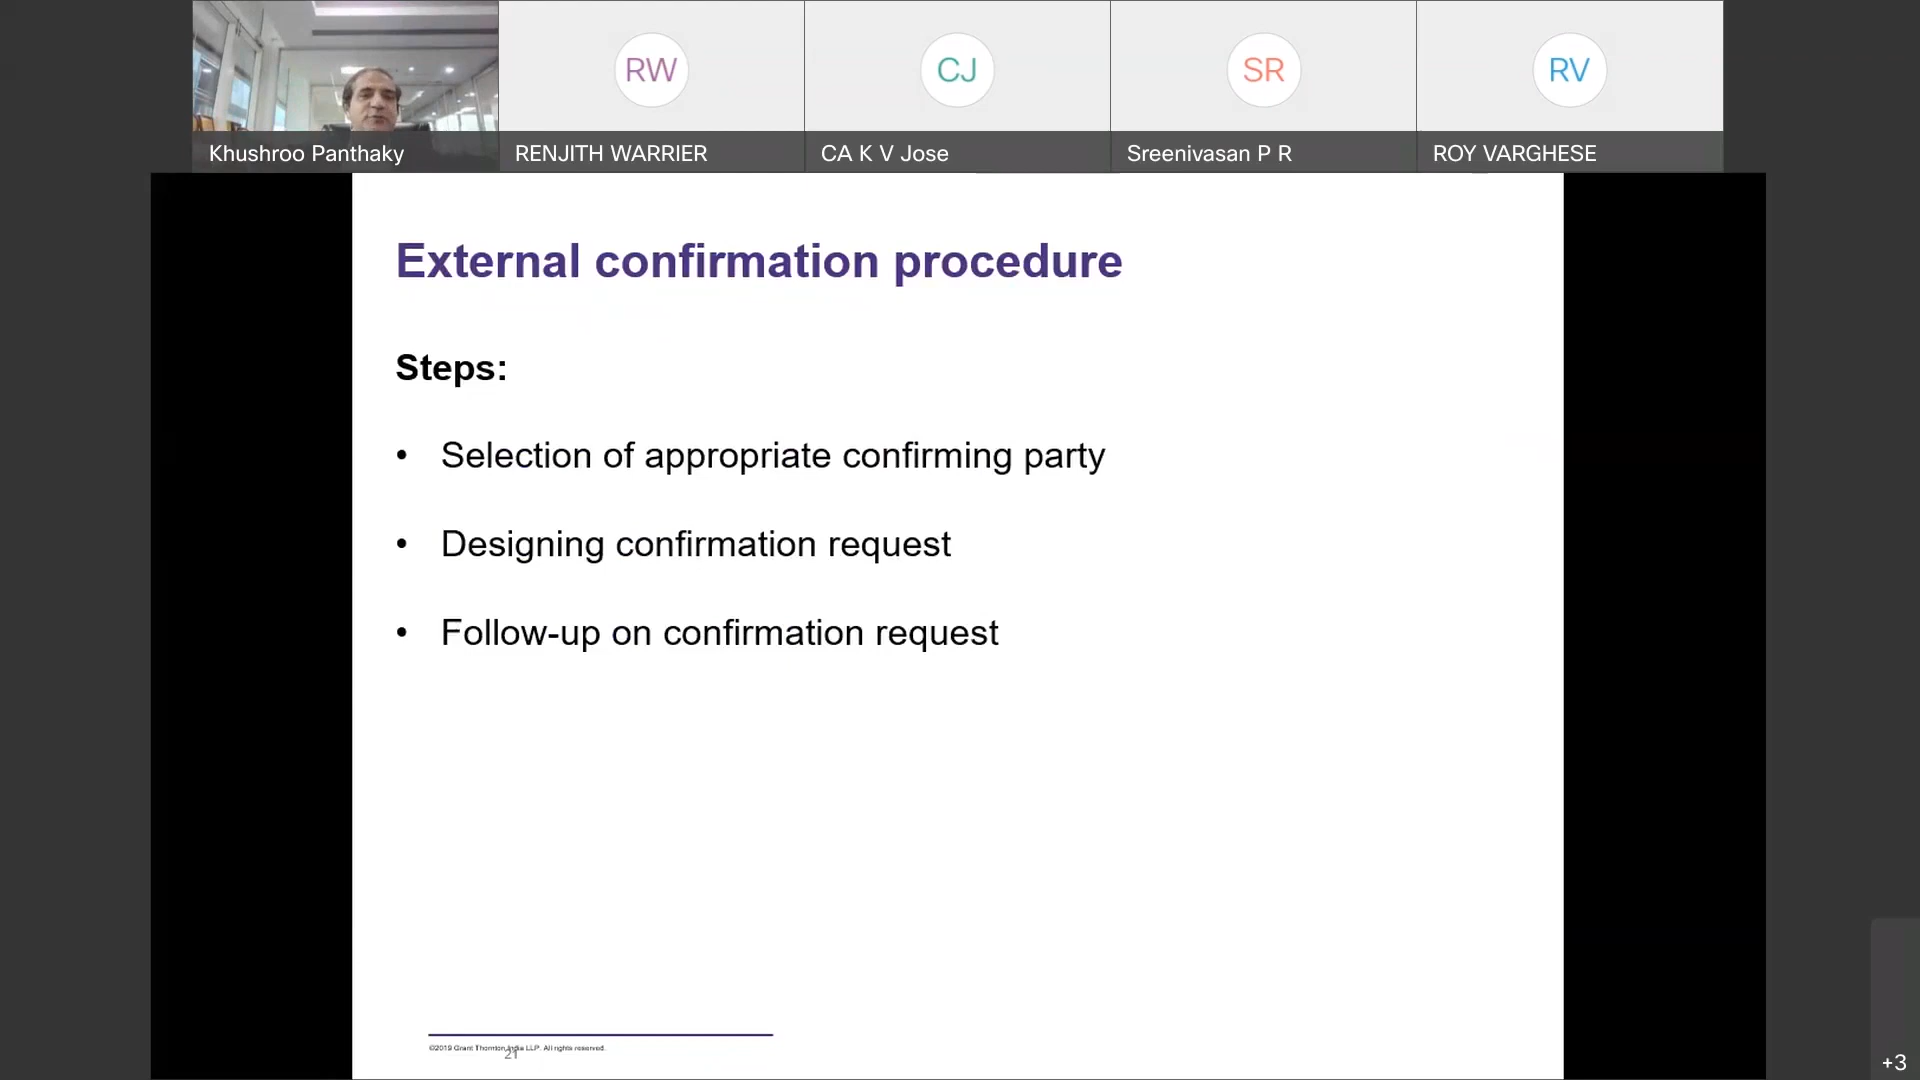 RW
CJ
SR
RV
Khushroo Panthaky
RENJITH WARRIER
CA K V Jose
Sreenivasan P R
ROY VARGHESE
External confirmation procedure
Steps:
• Selection of appropriate confirming party
• Designing confirmation request
• Follow-up on confirmation request
©2019 Grant Thornton India LLP. All rights reserved.
21
+3